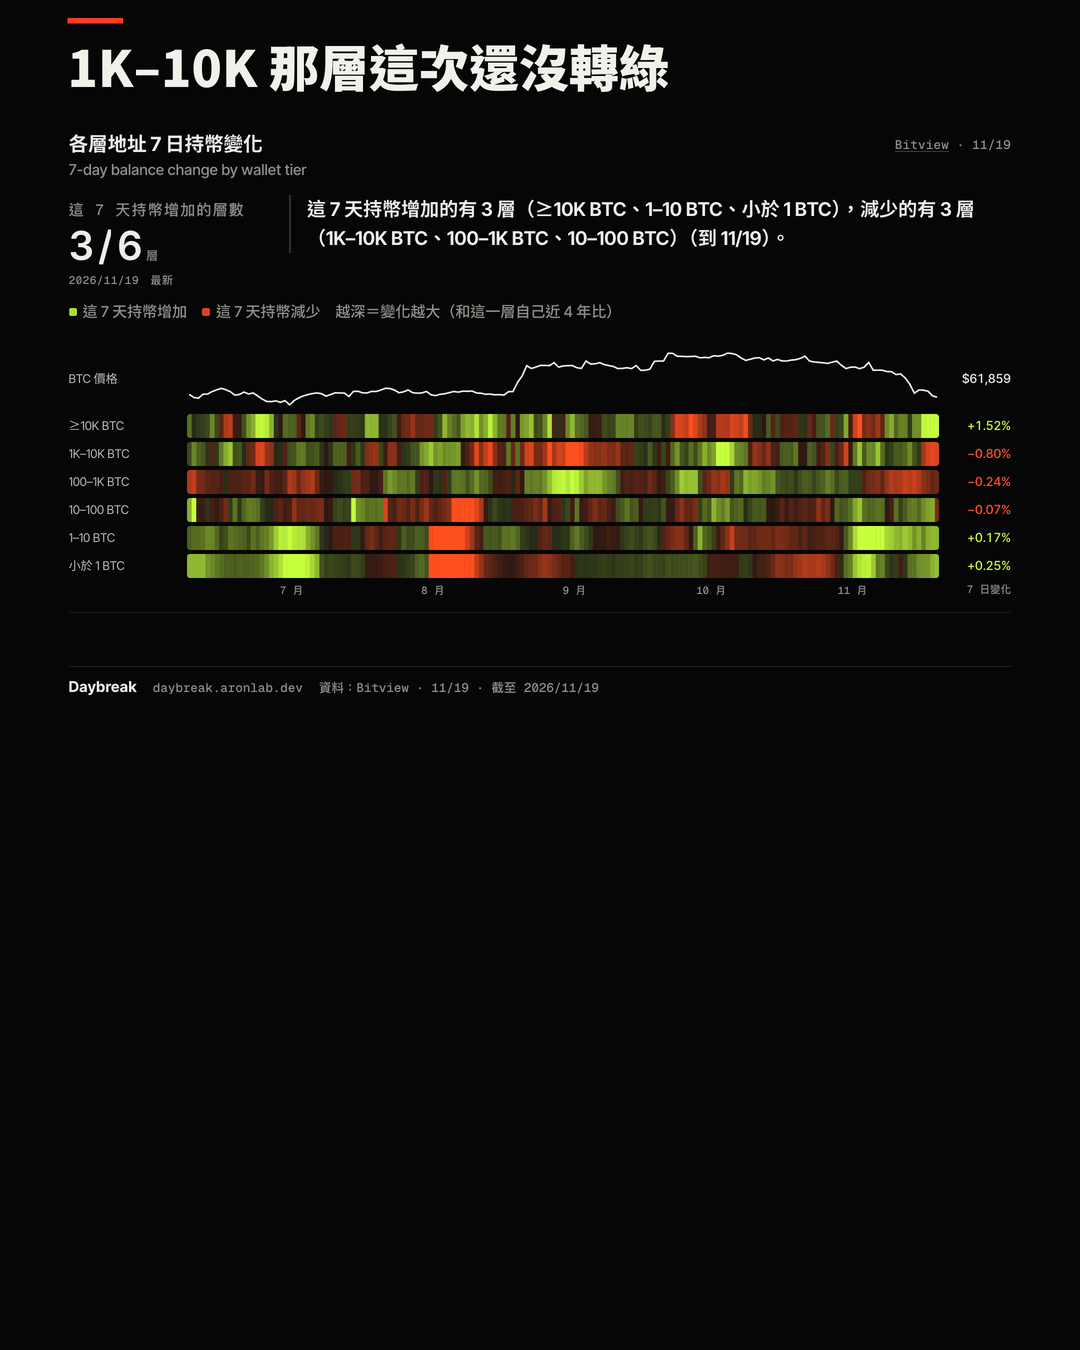 1K–10K 那層這次還沒轉綠
各層地址 7 日持幣變化
Bitview · 11/19
7-day balance change by wallet tier
這 7 天持幣增加的層數
3/6層
2026/11/19 最新
這 7 天持幣增加的有 3 層（≥10K BTC、1–10 BTC、小於 1 BTC），減少的有 3 層
（1K–10K BTC、100–1K BTC、10–100 BTC）（到 11/19）。
這 7 天持幣增加 這 7 天持幣減少 越深＝變化越大（和這一層自己近 4 年比）
BTC 價格 $61,859
≥10K BTC +1.52%
1K–10K BTC −0.80%
100–1K BTC −0.24%
10–100 BTC −0.07%
1–10 BTC +0.17%
小於 1 BTC +0.25%
7 月 8 月 9 月 10 月 11 月 7 日變化
Daybreak daybreak.aronlab.dev 資料：Bitview · 11/19 · 截至 2026/11/19